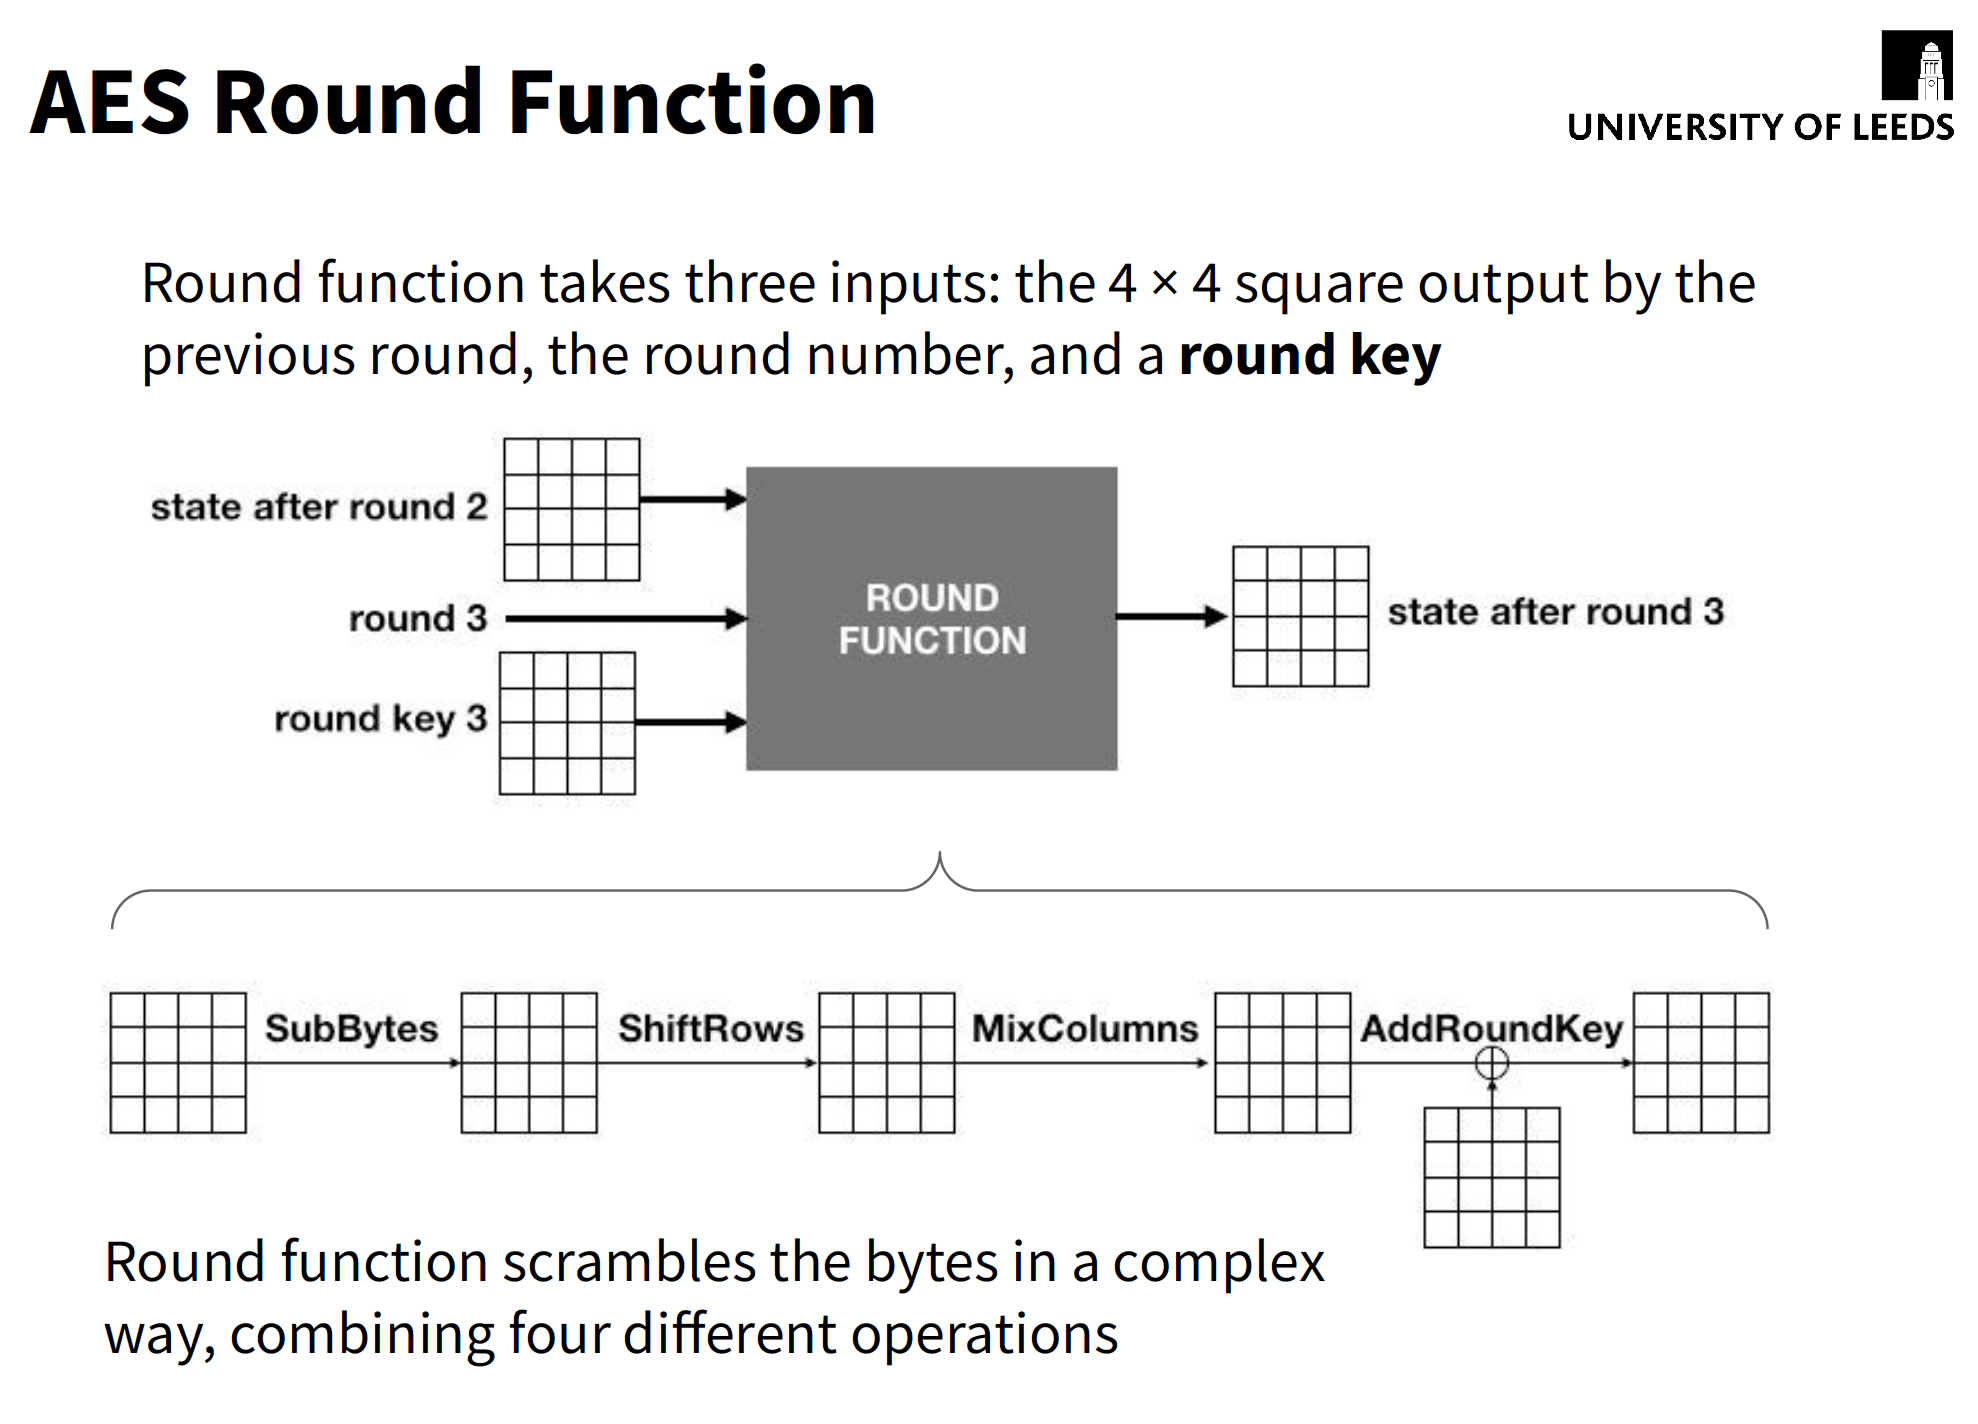 AES Round Function
UNIVERSITY OF LEEDS
Round function takes three inputs: the 4 × 4 square output by the
previous round, the round number, and a round key
state after round 2
round 3
round key 3
ROUND
FUNCTION
state after round 3
SubBytes
ShiftRows
MixColumns
AddRoundKey
Round function scrambles the bytes in a complex
way, combining four different operations